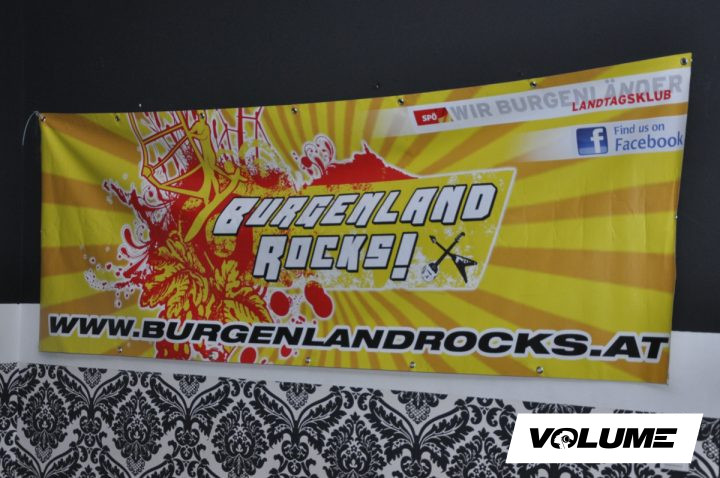 SPÖ WIR BURGENLÄNDER
LANDTAGSKLUB
f Find us on
Facebook
BURGENLAND
ROCKS!
WWW.BURGENLANDROCKS.AT
VOLUME